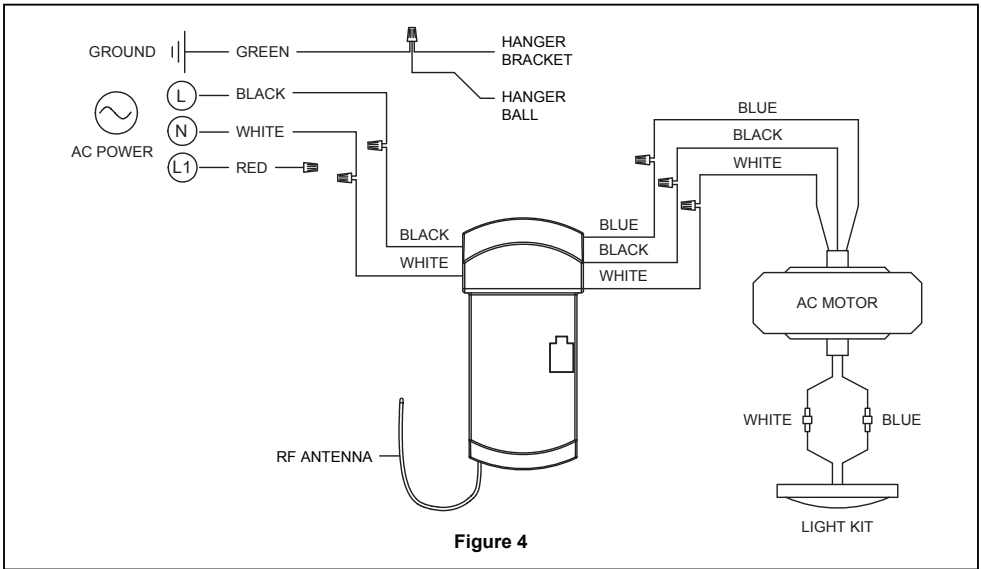 GROUND
GREEN
HANGER
BRACKET
HANGER
BALL
L
BLACK
N
WHITE
AC POWER
L1
RED
BLUE
BLACK
WHITE
BLACK
WHITE
BLUE
BLACK
WHITE
AC MOTOR
WHITE
BLUE
RF ANTENNA
LIGHT KIT
Figure 4